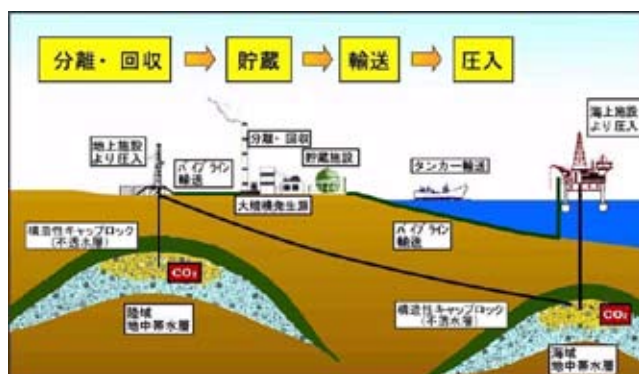 分離・回収
貯蔵
輸送
圧入
地上施設
より圧入
パイプライン
輸送
分離・回収
貯蔵施設
大規模発生源
タンカー輸送
海上施設
より圧入
パイプライン
輸送
構造性キャップロック
(不透水層)
CO₂
陸域
地中帯水層
構造性キャップロック
(不透水層)
CO₂
海域
地中帯水層